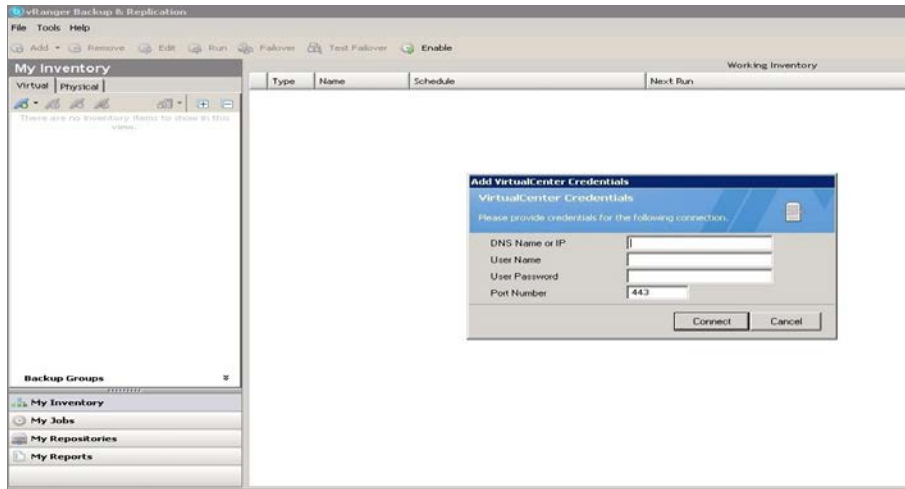 vRanger Backup & Replication
File Tools Help
Add Remove Edit Run Failover Test Failover Enable
My Inventory
Working Inventory
Virtual Physical
Type Name Schedule Next Run
There are no inventory items to show in this
view.
Add VirtualCenter Credentials
VirtualCenter Credentials
Please provide credentials for the following connection.
DNS Name or IP
User Name
User Password
Port Number 443
Connect Cancel
Backup Groups
My Inventory
My Jobs
My Repositories
My Reports